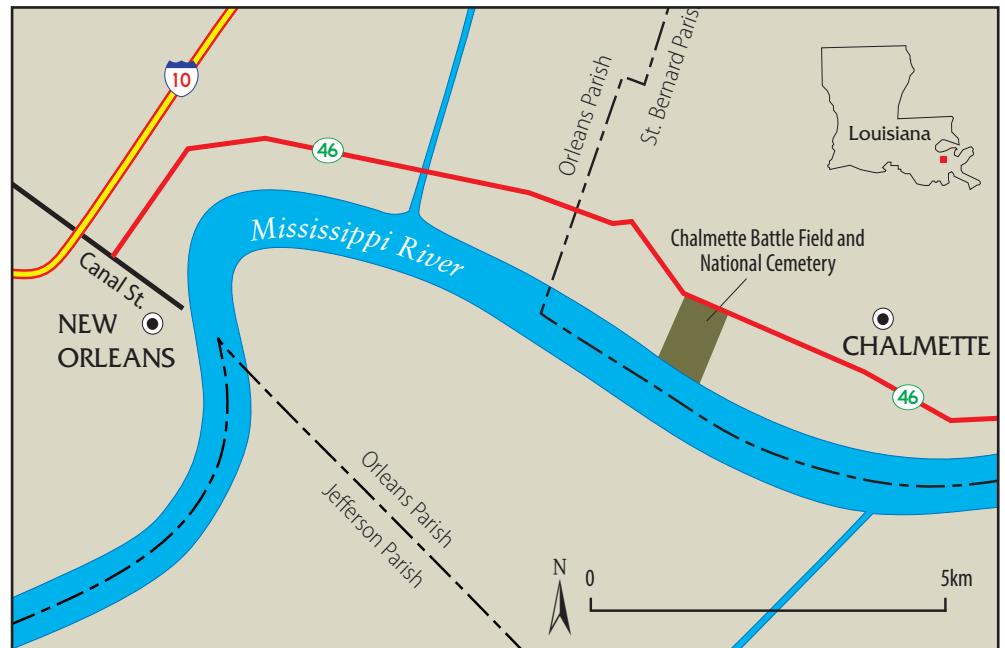 10
46
Orleans Parish
St. Bernard Paris
Louisiana
Mississippi River
Chalmette Battle Field and
National Cemetery
Canal St.
NEW
ORLEANS
CHALMETTE
46
Orleans Parish
Jefferson Parish
N
0
5km